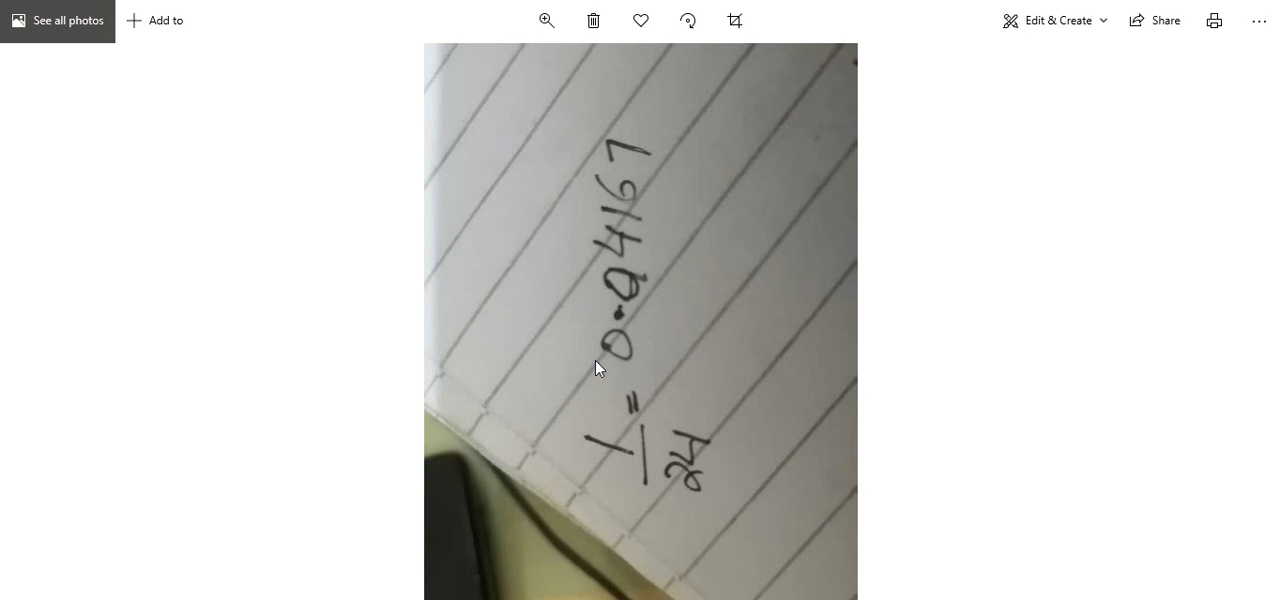 See all photos
Add to
Edit & Create
Share
1/24 = 0.04167